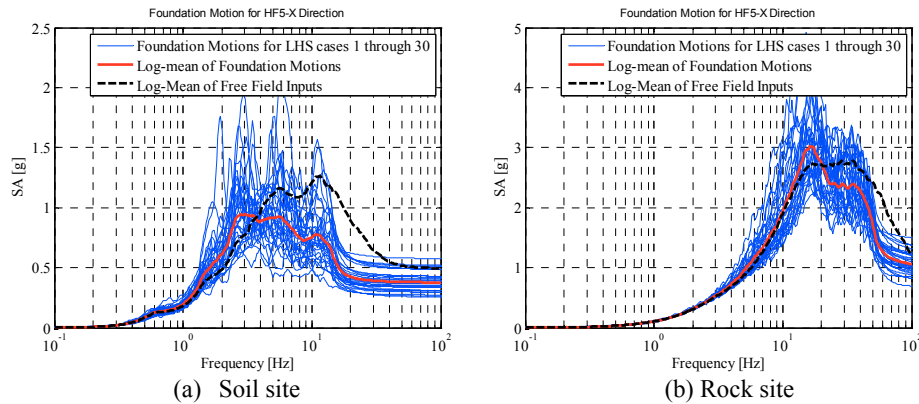 Foundation Motion for HF5-X Direction
2.5
2
1.5
1
0.5
0
SA [g]
Foundation Motions for LHS cases 1 through 30
Log-mean of Foundation Motions
Log-Mean of Free Field Inputs
10^-1
10^0
10^1
10^2
Frequency [Hz]
(a) Soil site
Foundation Motion for HF5-X Direction
5
4
3
2
1
0
SA [g]
Foundation Motions for LHS cases 1 through 30
Log-mean of Foundation Motions
Log-Mean of Free Field Inputs
10^-1
10^0
10^1
10
Frequency [Hz]
(b) Rock site